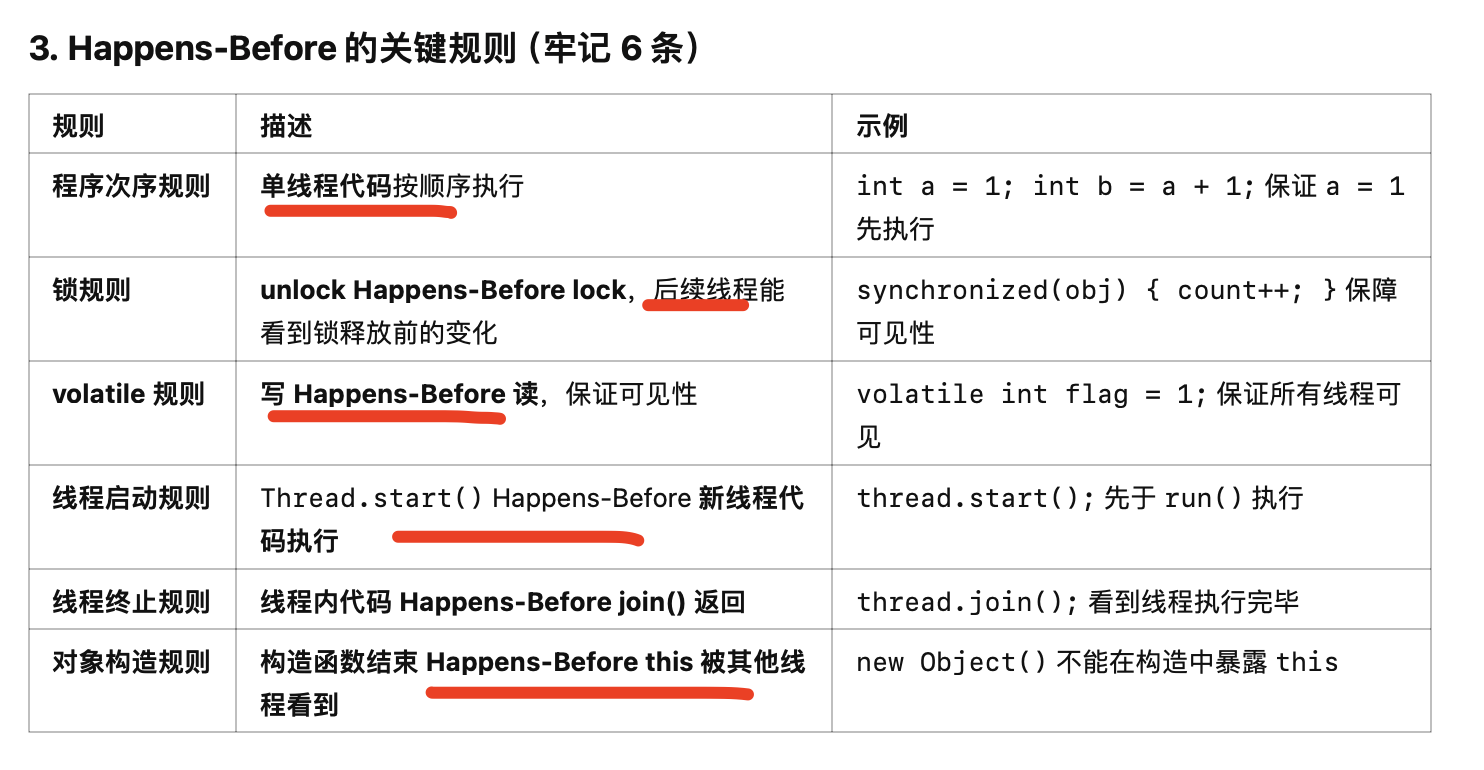 3. Happens-Before 的关键规则（牢记 6 条）
规则 描述 示例
程序次序规则 单线程代码按顺序执行 int a = 1; int b = a + 1; 保证 a = 1
先执行
锁规则 unlock Happens-Before lock，后续线程能 synchronized(obj) { count++; } 保障
看到锁释放前的变化 可见性
volatile 规则 写 Happens-Before 读，保证可见性 volatile int flag = 1; 保证所有线程可
见
线程启动规则 Thread.start() Happens-Before 新线程代 thread.start(); 先于 run() 执行
码执行
线程终止规则 线程内代码 Happens-Before join() 返回 thread.join(); 看到线程执行完毕
对象构造规则 构造函数结束 Happens-Before this 被其他线 new Object() 不能在构造中暴露 this
程看到